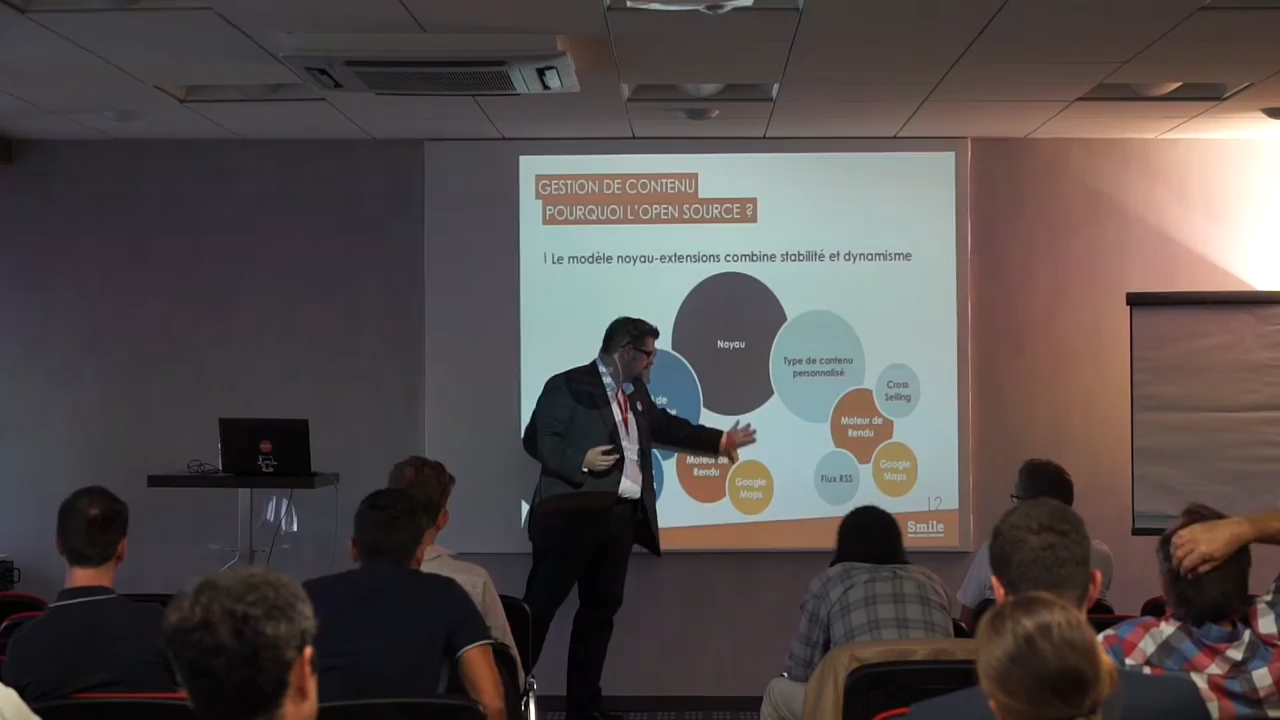 GESTION DE CONTENU
POURQUOI L'OPEN SOURCE ?
| Le modèle noyau-extensions combine stabilité et dynamisme
Noyau
Type de contenu
personnalisé
Cross
Selling
de
Moteur de
Rendu
Moteur de
Rendu
Google
Maps
Flux RSS
Google
Maps
12
Smile